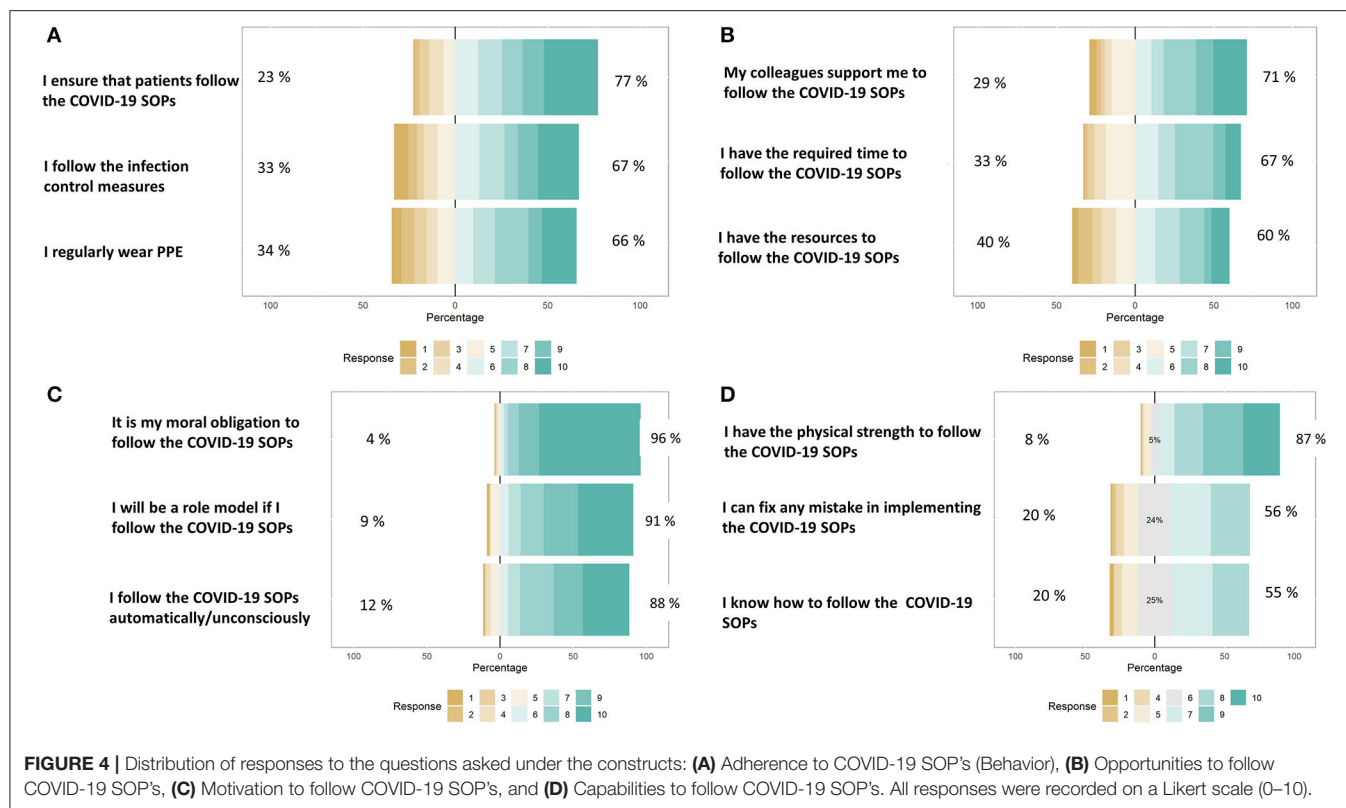 A
I ensure that patients follow
the COVID-19 SOPs
23 %
77 %
I follow the infection
control measures
33 %
67 %
I regularly wear PPE
34 %
66 %
100 50 0 50 100
Percentage
Response 1 3 5 7 9
2 4 6 8 10
B
My colleagues support me to
follow the COVID-19 SOPs
29 %
71 %
I have the required time to
follow the COVID-19 SOPs
33 %
67 %
I have the resources to
follow the COVID-19 SOPs
40 %
60 %
100 50 0 50 100
Percentage
Response 1 3 5 7 9
2 4 6 8 10
C
It is my moral obligation to
follow the COVID-19 SOPs
4 %
96 %
I will be a role model if I
follow the COVID-19 SOPs
9 %
91 %
I follow the COVID-19 SOPs
automatically/unconsciously
12 %
88 %
100 50 0 50 100
Percentage
Response 1 3 5 7 9
2 4 6 8 10
D
I have the physical strength to follow
the COVID-19 SOPs
8 %
5%
87 %
I can fix any mistake in implementing
the COVID-19 SOPs
20 %
24%
56 %
I know how to follow the COVID-19
SOPs
20 %
25%
55 %
100 50 0 50 100
Percentage
Response 1 4 6 8 10
2 5 7 9
FIGURE 4 | Distribution of responses to the questions asked under the constructs: (A) Adherence to COVID-19 SOP's (Behavior), (B) Opportunities to follow
COVID-19 SOP's, (C) Motivation to follow COVID-19 SOP's, and (D) Capabilities to follow COVID-19 SOP's. All responses were recorded on a Likert scale (0–10).